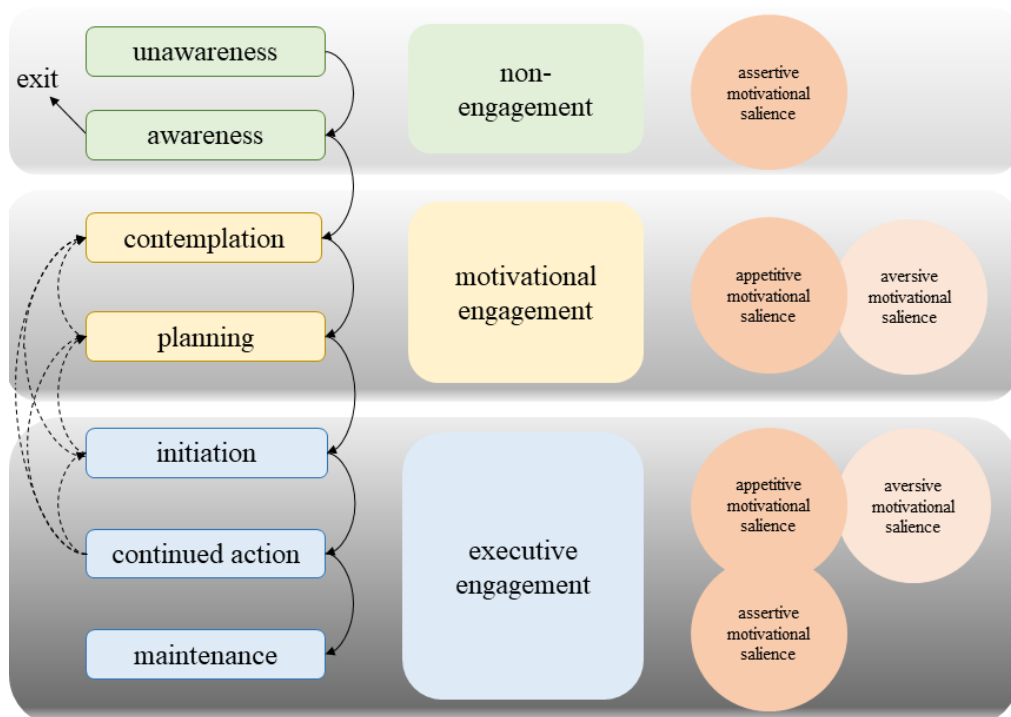 unawareness
exit
awareness
non-
engagement
assertive
motivational
salience
contemplation
planning
motivational
engagement
appetitive
motivational
salience
aversive
motivational
salience
initiation
continued action
maintenance
executive
engagement
appetitive
motivational
salience
aversive
motivational
salience
assertive
motivational
salience